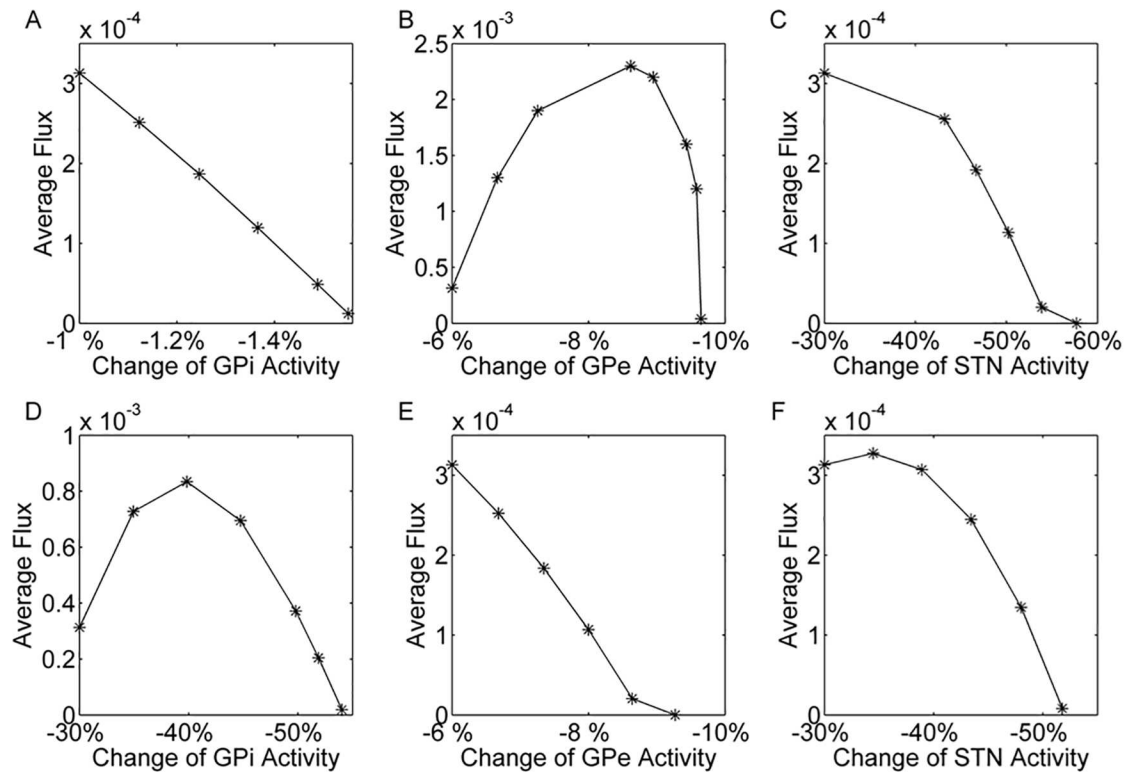 A
x 10-4
Average Flux
3
2
1
0
-1 % -1.2% -1.4%
Change of GPi Activity
B
x 10-3
Average Flux
2.5
2
1.5
1
0.5
0
-6% -8% -10%
Change of GPe Activity
C
x 10-4
Average Flux
3
2
1
0
-30% -40% -50% -60%
Change of STN Activity
D
x 10-3
Average Flux
1
0.8
0.6
0.4
0.2
0
-30% -40% -50%
Change of GPi Activity
E
x 10-4
Average Flux
3
2
1
0
-6% -8% -10%
Change of GPe Activity
F
x 10-4
Average Flux
3
2
1
0
-30% -40% -50%
Change of STN Activity